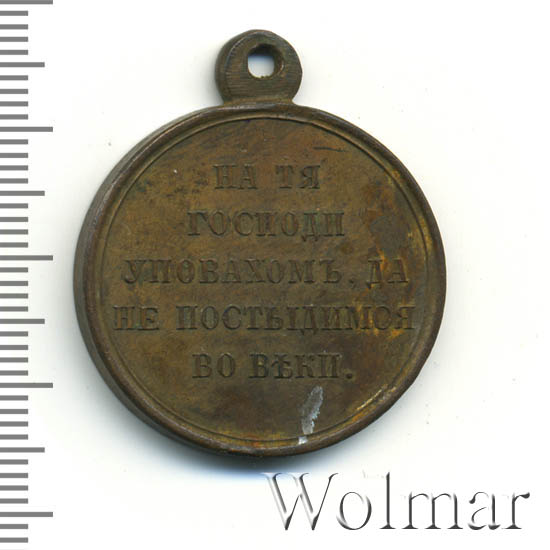 НА ТЯ
ГОСПОДИ
УПОВАХОМЪ, ДА
НЕ ПОСТЫДИМСЯ
ВО ВѢКИ.
Wolmar